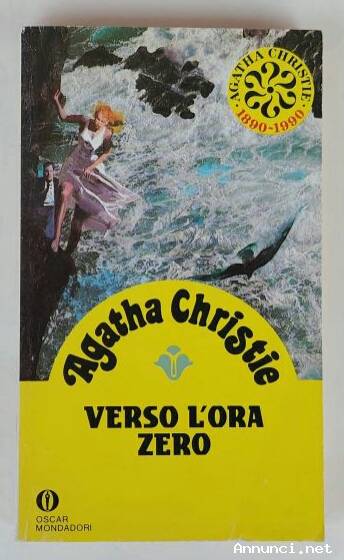 AGATHA CHRISTIE
1890-1990
Agatha Christie
VERSO L'ORA
ZERO
OSCAR
MONDADORI
Annunci.net